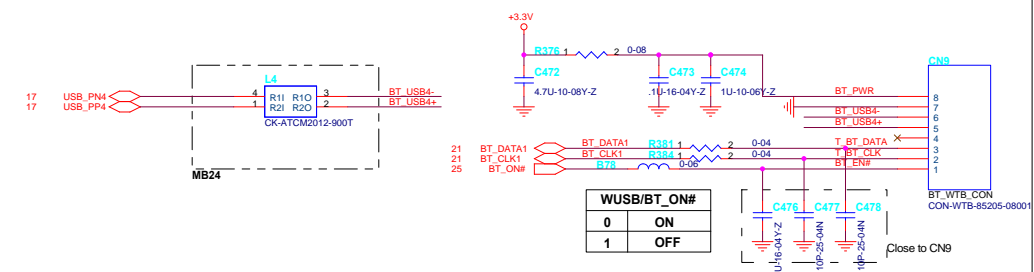 +3.3V
R376 1 2 0-08
CN9
C472
C473
C474
4.7U-10-08Y-Z
.1U-16-04Y-Z
1U-10-06Y-Z
L4
17 USB_PN4 4 R1I R1O 3 BT_USB4-
17 USB_PP4 1 R2I R2O 2 BT_USB4+
CK-ATCM2012-900T
MB24
BT_PWR 8
7
BT_USB4- 6
BT_USB4+ 5
4
21 BT_DATA1 BT_DATA1 R381 1 2 0-04 T_BT_DATA 3
21 BT_CLK1 BT_CLK1 R384 1 2 0-04 T_BT_CLK 2
25 BT_ON# B78 0-06 BT_EN# 1
BT_WTB_CON
CON-WTB-85205-08001
WUSB/BT_ON#
0 ON
1 OFF
C476
C477
C478
U-16-04Y-Z
10P-25-04N
10P-25-04N
Close to CN9